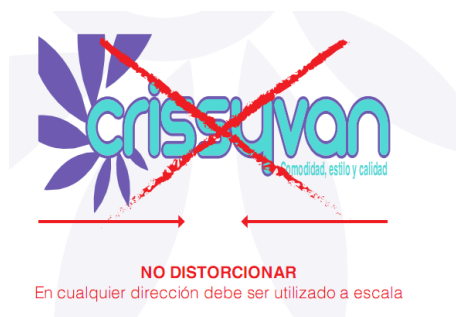 crissyvan
Comodidad, estilo y calidad
NO DISTORCIONAR
En cualquier dirección debe ser utilizado a escala